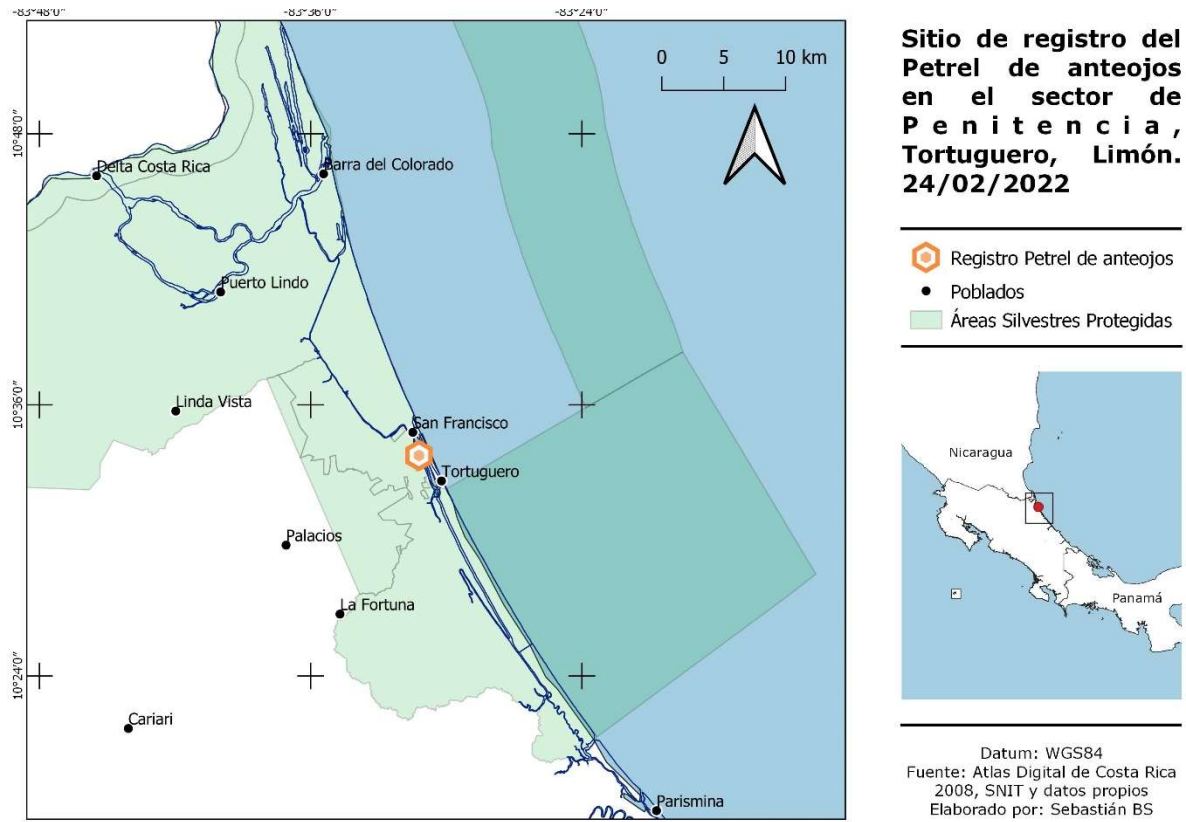 -83°48'0" -83°36'0" -83°24'0"
0 5 10 km
10°48'0"
Delta Costa Rica
Barra del Colorado
Puerto Lindo
10°36'0"
Linda Vista
San Francisco
Tortuguero
Palacios
La Fortuna
10°24'0"
Cariari
Parismina
Sitio de registro del
Petrel de anteojos
en el sector de
Penitencia,
Tortuguero, Limón.
24/02/2022
Registro Petrel de anteojos
Poblados
Áreas Silvestres Protegidas
Nicaragua
Panamá
Datum: WGS84
Fuente: Atlas Digital de Costa Rica
2008, SNIT y datos propios
Elaborado por: Sebastián BS